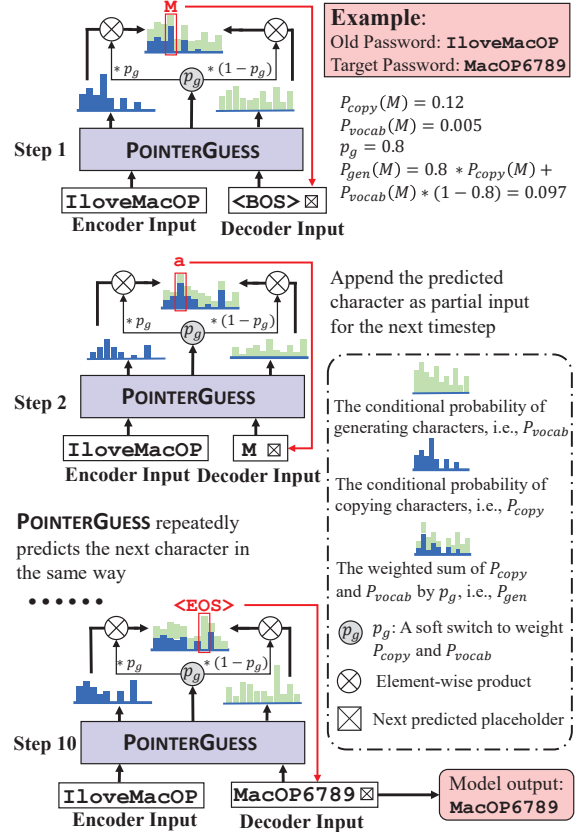 M
Example:
Old Password: IloveMacOP
Target Password: MacOP6789
* p_g
p_g
* (1 − p_g)
P_copy(M) = 0.12
P_vocab(M) = 0.005
p_g = 0.8
P_gen(M) = 0.8 * P_copy(M) +
P_vocab(M) * (1 − 0.8) = 0.097
Step 1
POINTERGUESS
IloveMacOP
<BOS> ☒
Encoder Input
Decoder Input
a
* p_g
p_g
* (1 − p_g)
Append the predicted
character as partial input
for the next timestep
Step 2
POINTERGUESS
IloveMacOP
M ☒
Encoder Input
Decoder Input
The conditional probability of
generating characters, i.e., P_vocab
The conditional probability of
copying characters, i.e., P_copy
The weighted sum of P_copy
and P_vocab by p_g, i.e., P_gen
p_g p_g: A soft switch to weight
P_copy and P_vocab
Element-wise product
Next predicted placeholder
POINTERGUESS repeatedly
predicts the next character in
the same way
••••••
<EOS>
* p_g
p_g
* (1 − p_g)
Step 10
POINTERGUESS
IloveMacOP
MacOP6789 ☒
Encoder Input
Decoder Input
Model output:
MacOP6789